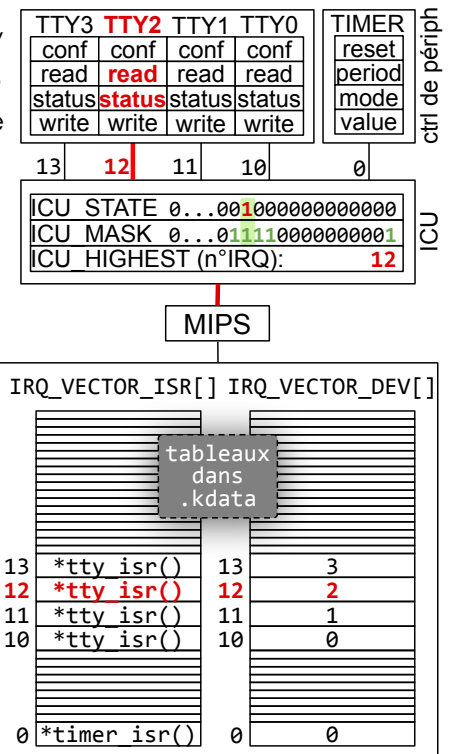 TTY3 TTY2 TTY1 TTY0 TIMER
conf conf conf conf reset
read read read read period
status status status status mode
write write write write value
ctrl de périph
13 12 11 10 0
ICU_STATE 0...001000000000000
ICU_MASK 0...011110000000001
ICU_HIGHEST (n°IRQ): 12
ICU
MIPS
IRQ_VECTOR_ISR[] IRQ_VECTOR_DEV[]
tableaux
dans
.kdata
13 *tty_isr() 13 3
12 *tty_isr() 12 2
11 *tty_isr() 11 1
10 *tty_isr() 10 0
0 *timer_isr() 0 0